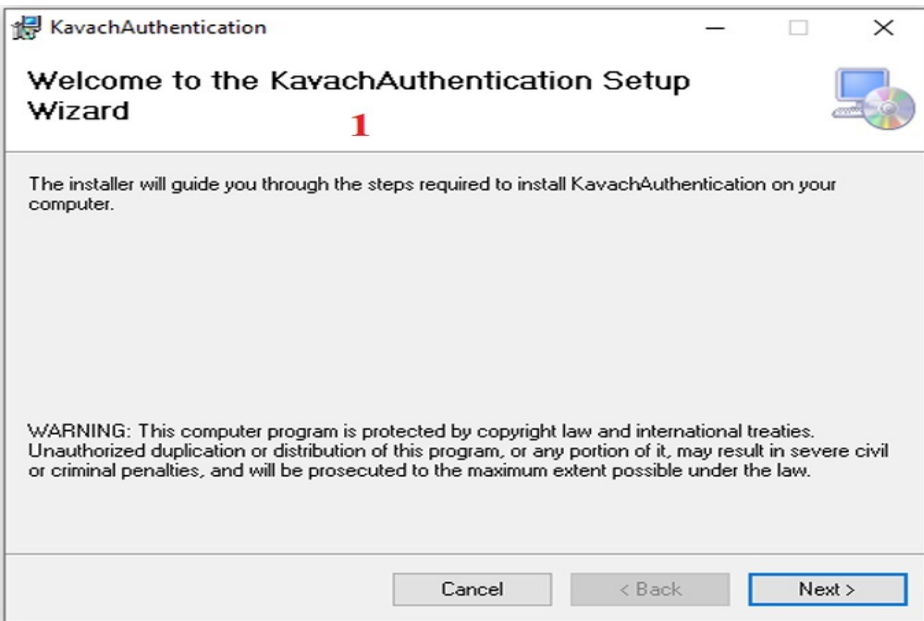 KavachAuthentication
Welcome to the KavachAuthentication Setup
Wizard
1
The installer will guide you through the steps required to install KavachAuthentication on your
computer.
WARNING: This computer program is protected by copyright law and international treaties.
Unauthorized duplication or distribution of this program, or any portion of it, may result in severe civil
or criminal penalties, and will be prosecuted to the maximum extent possible under the law.
Cancel < Back Next >